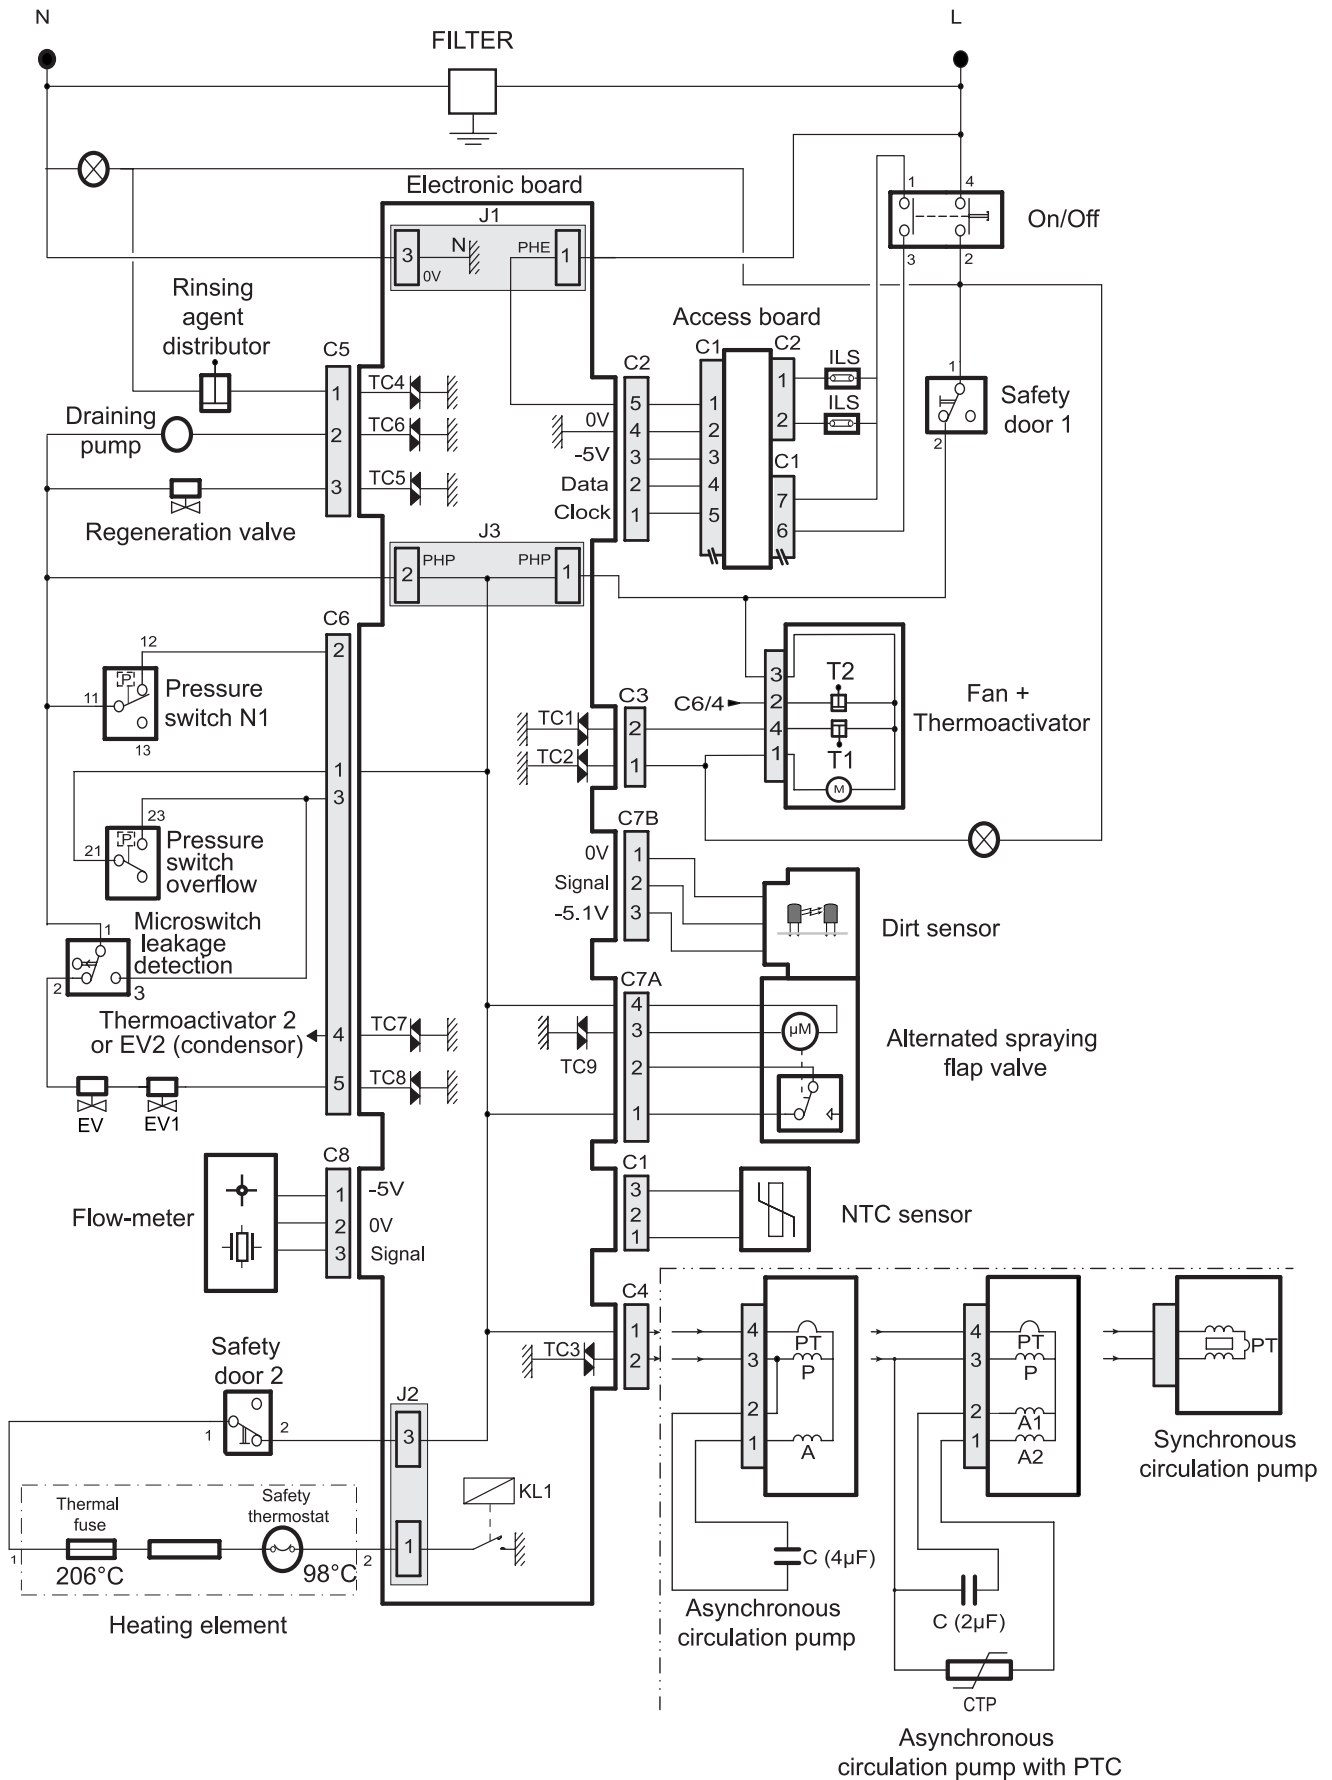 N
L
FILTER
Electronic board
J1
3
0V
N
PHE
1
1
4
On/Off
3
2
Rinsing
agent
distributor
C5
1
TC4
Draining
pump
2
TC6
3
TC5
Regeneration valve
Access board
C2
C1
C2
5
0V
4
-5V
3
Data
2
Clock
1
1
2
3
4
5
1
ILS
2
ILS
C1
7
6
1
Safety
door 1
2
J3
2
PHP
PHP
1
C6
12
2
P
11
Pressure
switch N1
13
1
3
23
P
21
Pressure
switch
overflow
Microswitch
leakage
detection
1
2
3
Thermoactivator 2
or EV2 (condensor)
4
TC7
5
TC8
EV
EV1
C3
TC1
2
TC2
1
C6/4
3
2
4
1
T2
T1
M
Fan +
Thermoactivator
C7B
0V
1
Signal
2
-5.1V
3
Dirt sensor
C7A
4
3
TC9
2
1
µM
Alternated spraying
flap valve
C8
Flow-meter
1
-5V
2
0V
3
Signal
C1
3
2
1
NTC sensor
C4
1
TC3
2
4
3
2
1
PT
P
A
C (4µF)
Asynchronous
circulation pump
4
3
2
1
PT
P
A1
A2
C (2µF)
CTP
Asynchronous
circulation pump with PTC
PT
Synchronous
circulation pump
Safety
door 2
1
2
J2
3
KL1
1
Thermal
fuse
Safety
thermostat
1
206°C
98°C
2
Heating element